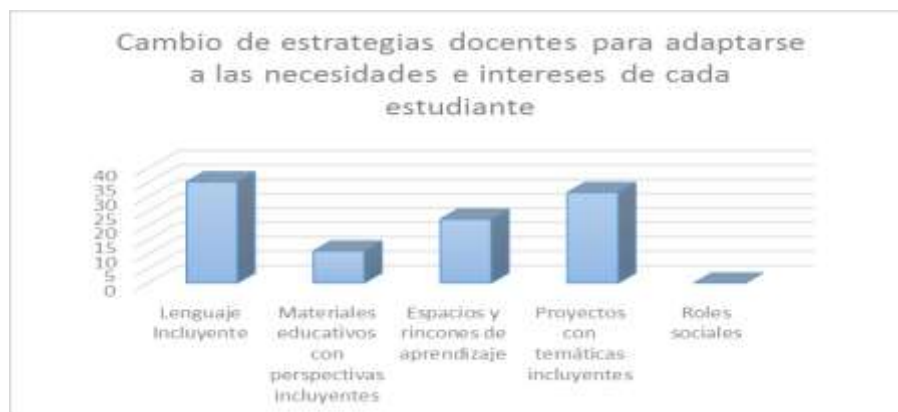 Cambio de estrategias docentes para adaptarse
a las necesidades e intereses de cada
estudiante
40
35
30
25
20
15
10
5
0
Lenguaje
Incluyente
Materiales
educativos
con
perspectivas
incluyentes
Espacios y
rincones de
aprendizaje
Proyectos
con
temáticas
incluyentes
Roles
sociales